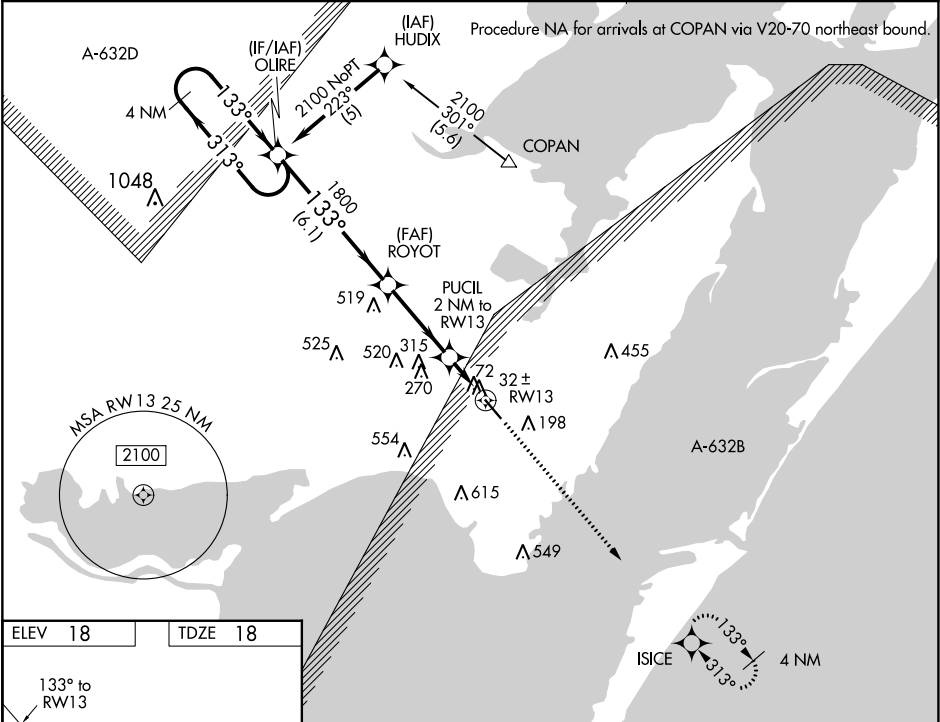 Procedure NA for arrivals at COPAN via V20-70 northeast bound.
(IAF)
HUDIX
(IF/IAF)
OLIRE
A-632D
4 NM
133°
313°
2100 NoPT
223°
(5)
2100
301°
(5.6)
COPAN
1048
1800
133°
(6.1)
(FAF)
ROYOT
519
PUCIL
2 NM to
RW13
525
520
315
270
72
32 ±
RW13
455
198
554
A-632B
615
549
MSA RW 13 25 NM
2100
ISICE
133°
313°
4 NM
ELEV 18
TDZE 18
133° to
RW13